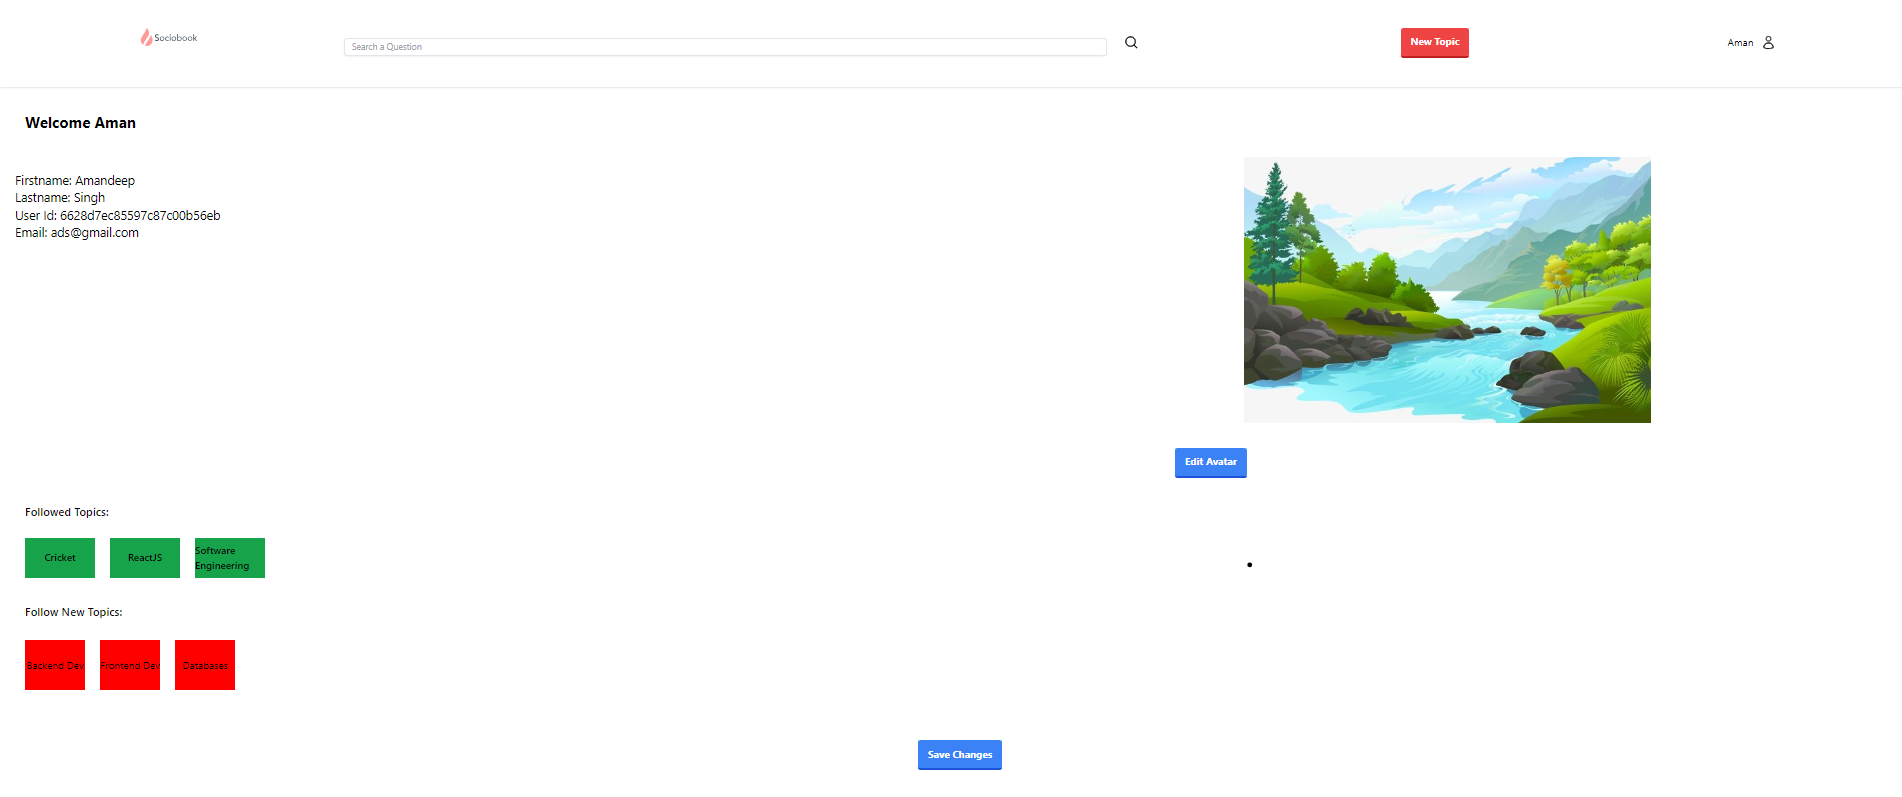 Sociobook
Search a Question
New Topic
Aman
Welcome Aman
Firstname: Amandeep
Lastname: Singh
User Id: 6628d7ec85597c87c00b56eb
Email: ads@gmail.com
Edit Avatar
Followed Topics:
Cricket
ReactJS
Software
Engineering
Follow New Topics:
Backend Dev
Frontend Dev
Databases
Save Changes